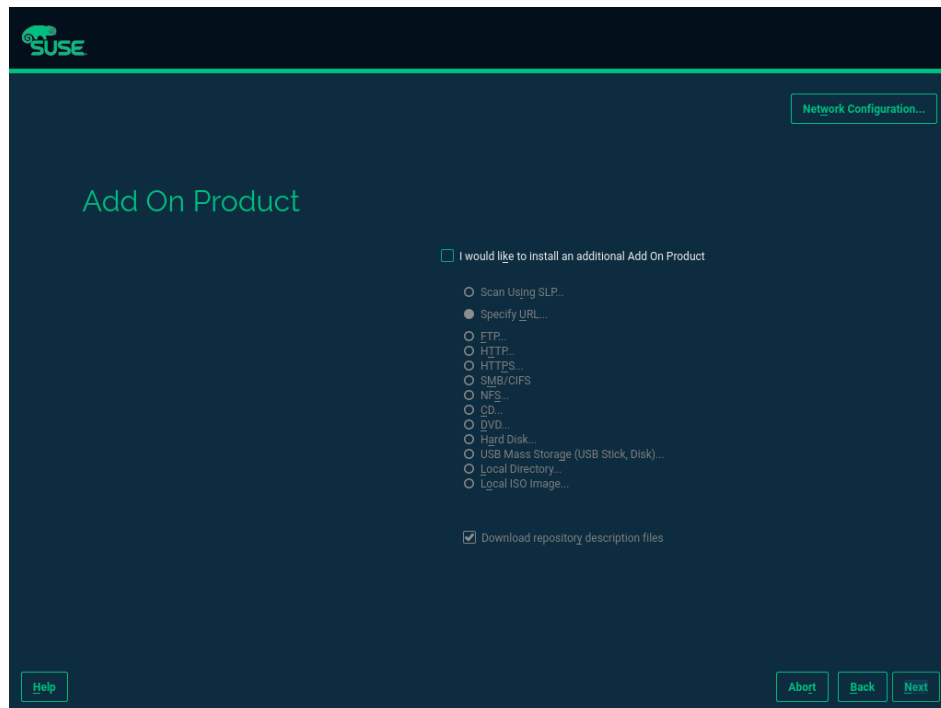 SUSE
Network Configuration...
Add On Product
I would like to install an additional Add On Product
Scan Using SLP...
Specify URL...
FTP...
HTTP...
HTTPS...
SMB/CIFS
NFS...
CD...
DVD...
Hard Disk...
USB Mass Storage (USB Stick, Disk)...
Local Directory...
Local ISO Image...
Download repository description files
Help Abort Back Next